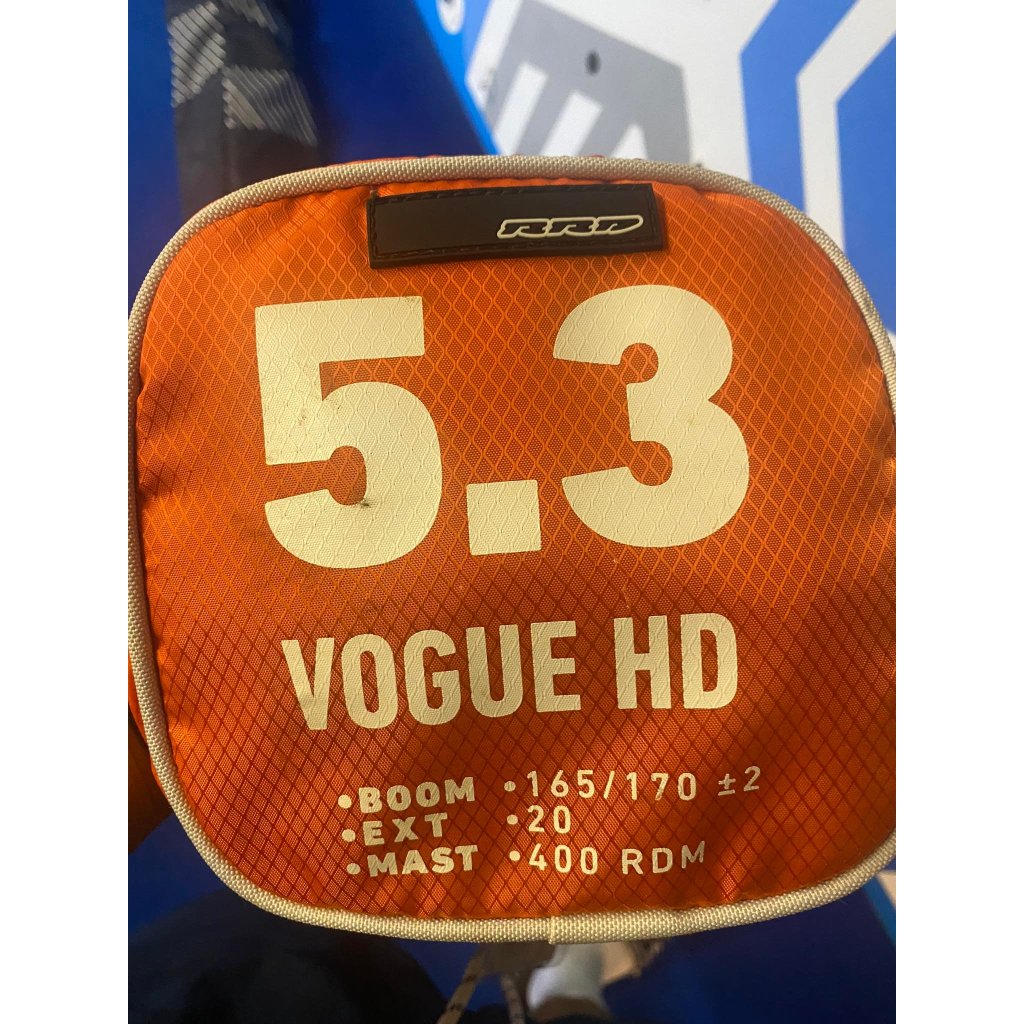 RRD
5.3
VOGUE HD
•BOOM •165/170 ±2
•EXT •20
•MAST •400 RDM